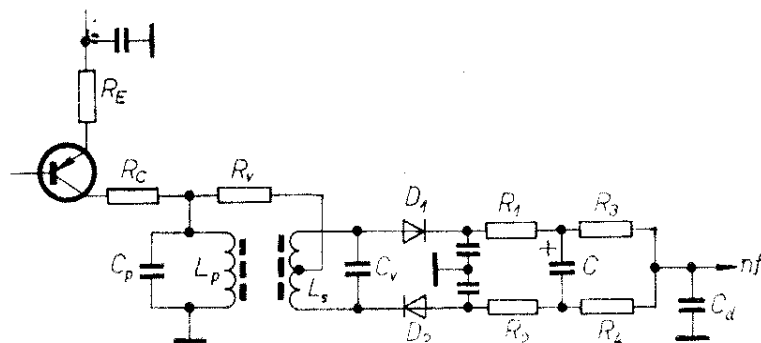 R_E
R_C
R_v
D_1
R_1
R_3
C_p
L_p
L_s
C_v
+
C
nf
C_d
D_2
R_2
R_4